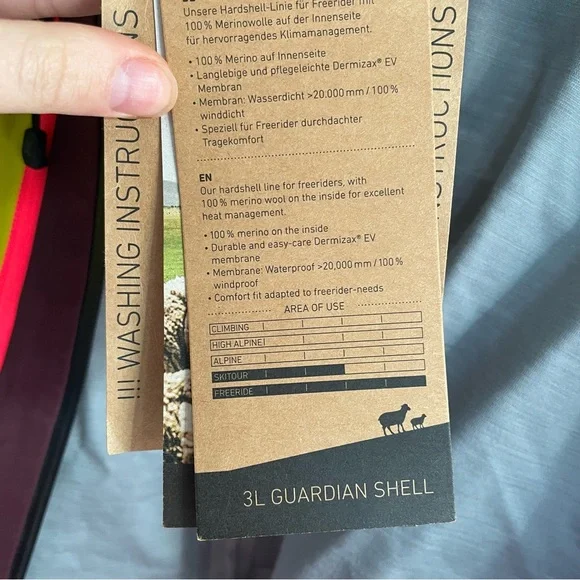 Unsere Hardshell-Linie für Freerider mit
100% Merinowolle auf der Innenseite
für hervorragendes Klimamanagement.
• 100% Merino auf Innenseite
• Langlebige und pflegeleichte Dermizax® EV
Membran
• Membran: Wasserdicht >20.000 mm / 100%
winddicht
• Speziell für Freerider durchdachter
Tragekomfort
EN
Our hardshell line for freeriders, with
100% merino wool on the inside for excellent
heat management.
• 100% merino on the inside
• Durable and easy-care Dermizax® EV
membrane
• Membrane: Waterproof >20,000 mm / 100%
windproof
• Comfort fit adapted to freerider-needs
AREA OF USE
CLIMBING
HIGH ALPINE
ALPINE
SKITOUR
FREERIDE
3L GUARDIAN SHELL
!!! WASHING INSTRUC
NS
STRUCTIONS